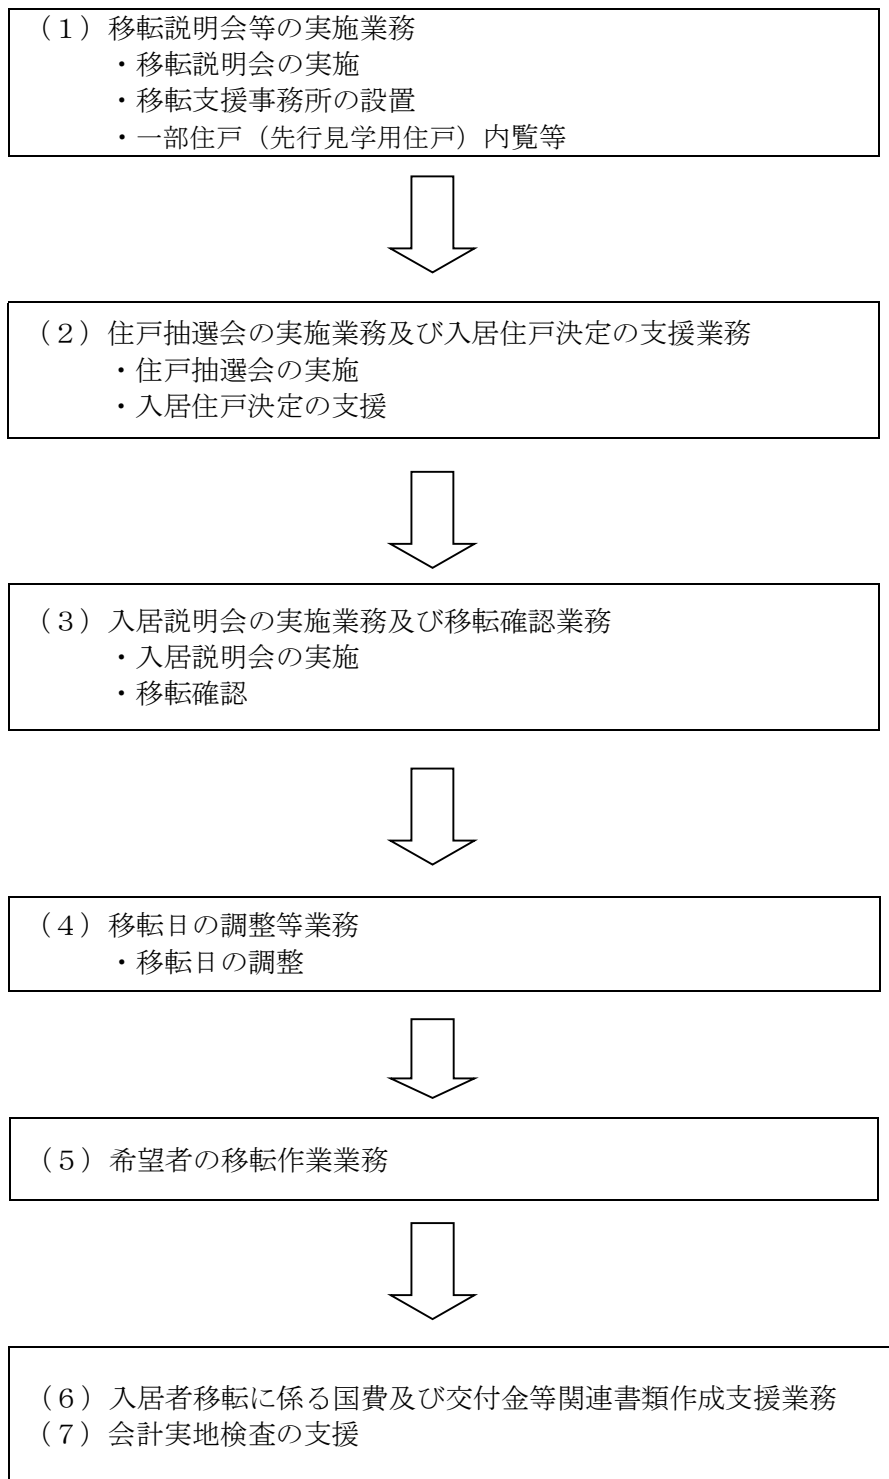 （１）移転説明会等の実施業務
・移転説明会の実施
・移転支援事務所の設置
・一部住戸（先行見学用住戸）内覧等
（２）住戸抽選会の実施業務及び入居住戸決定の支援業務
・住戸抽選会の実施
・入居住戸決定の支援
（３）入居説明会の実施業務及び移転確認業務
・入居説明会の実施
・移転確認
（４）移転日の調整等業務
・移転日の調整
（５）希望者の移転作業業務
（６）入居者移転に係る国費及び交付金等関連書類作成支援業務
（７）会計実地検査の支援